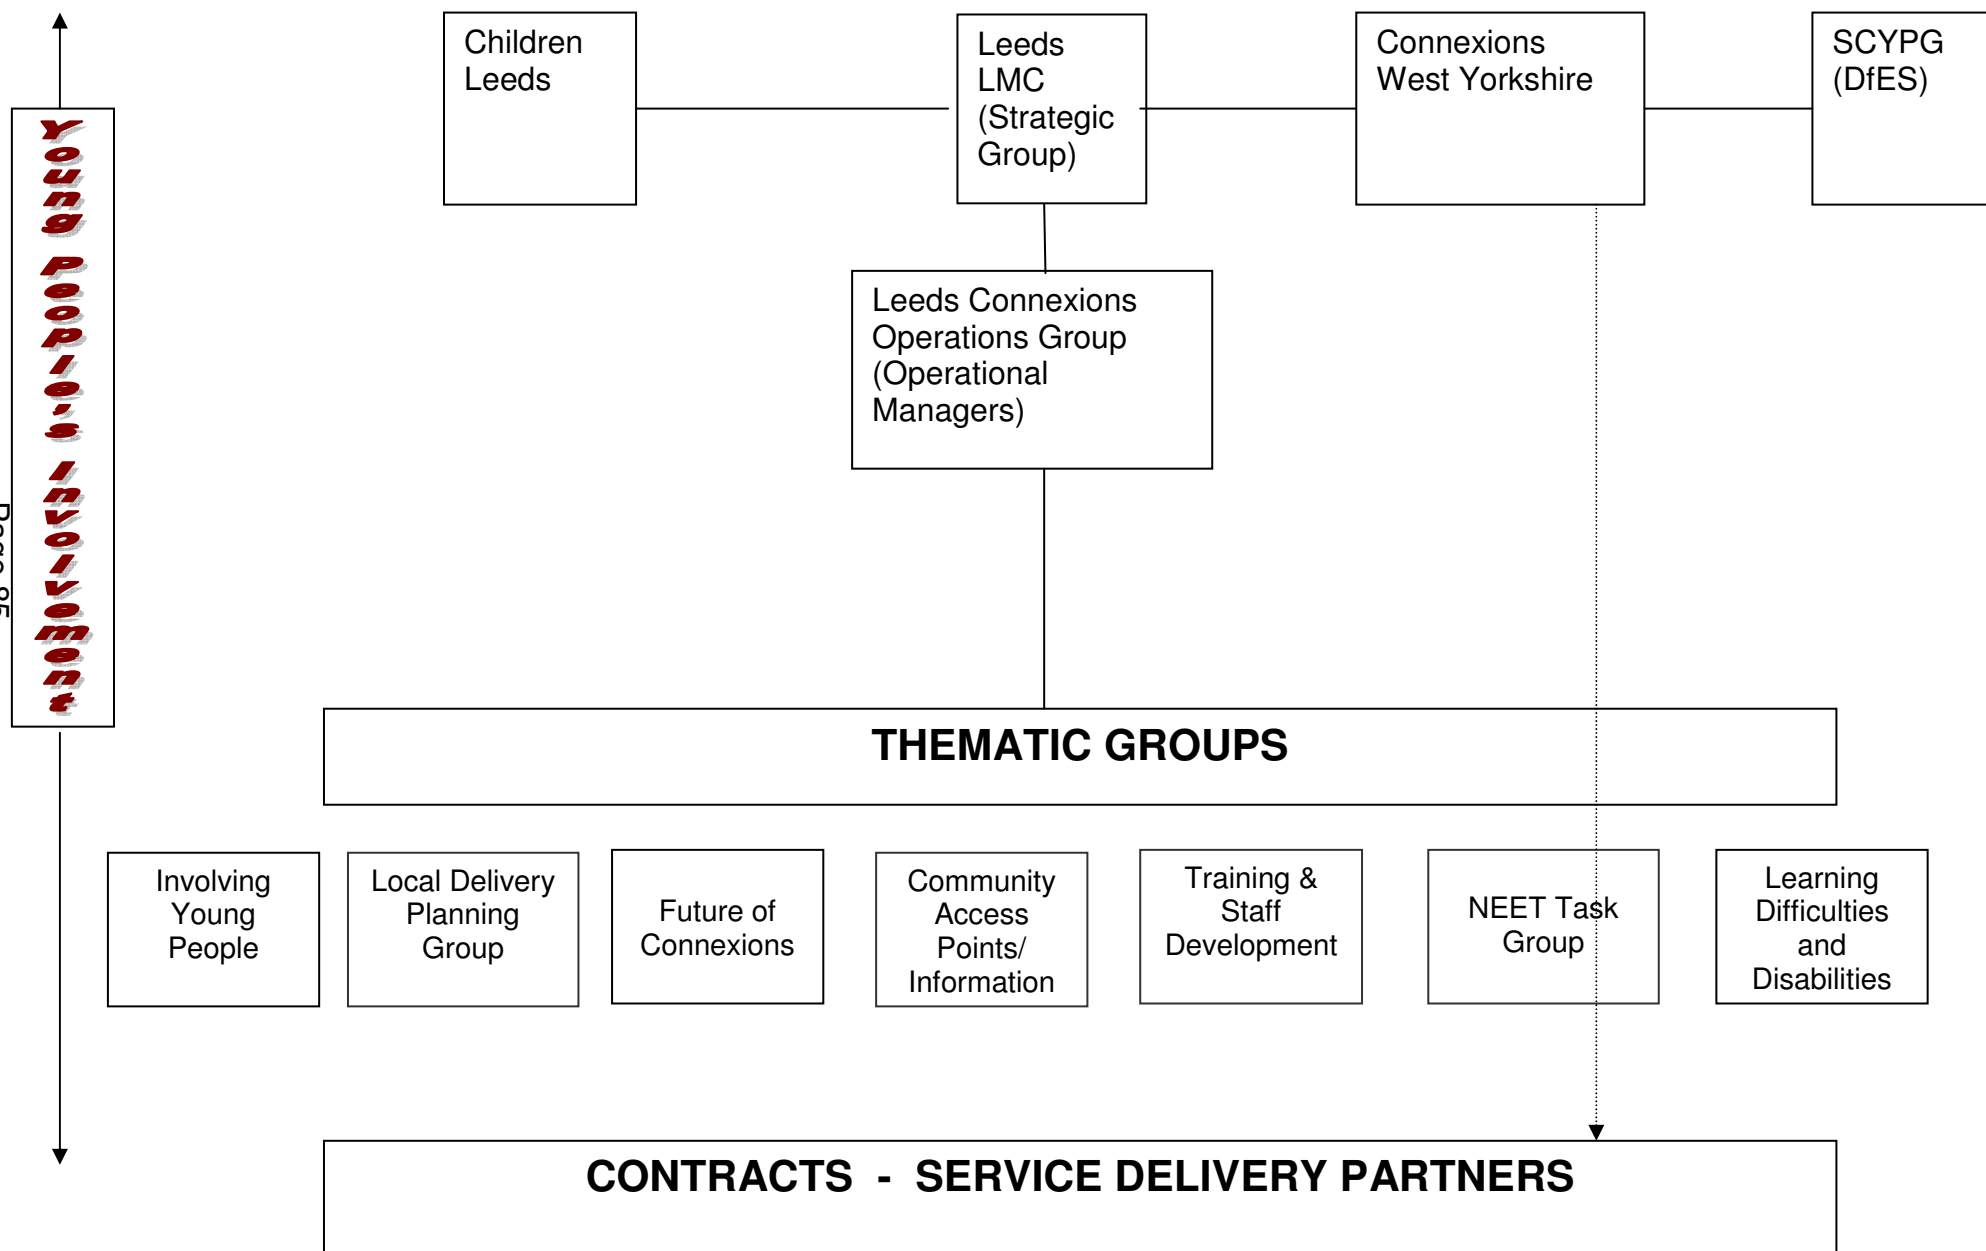 Children
Leeds
Leeds
LMC
(Strategic
Group)
Connexions
West Yorkshire
SCYPG
(DfES)
Young People's Involvement
Leeds Connexions
Operations Group
(Operational
Managers)
THEMATIC GROUPS
Involving
Young
People
Local Delivery
Planning
Group
Future of
Connexions
Community
Access
Points/
Information
Training &
Staff
Development
NEET Task
Group
Learning
Difficulties
and
Disabilities
CONTRACTS - SERVICE DELIVERY PARTNERS